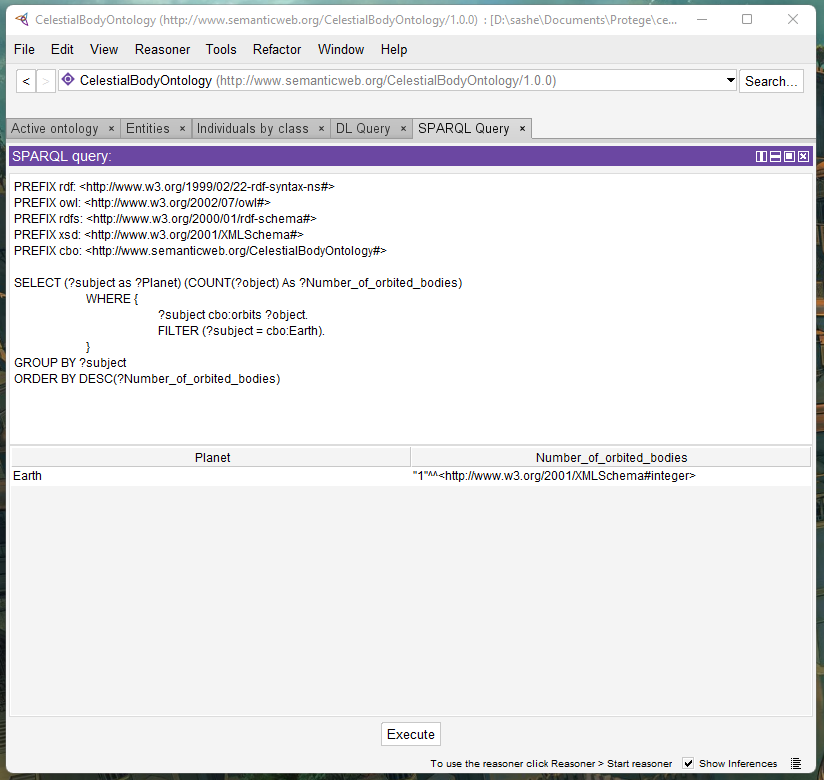 CelestialBodyOntology (http://www.semanticweb.org/CelestialBodyOntology/1.0.0) : [D:\sashe\Documents\Protege\ce...
File Edit View Reasoner Tools Refactor Window Help
< > CelestialBodyOntology (http://www.semanticweb.org/CelestialBodyOntology/1.0.0) Search...
Active ontology × Entities × Individuals by class × DL Query × SPARQL Query ×
SPARQL query:
PREFIX rdf: <http://www.w3.org/1999/02/22-rdf-syntax-ns#>
PREFIX owl: <http://www.w3.org/2002/07/owl#>
PREFIX rdfs: <http://www.w3.org/2000/01/rdf-schema#>
PREFIX xsd: <http://www.w3.org/2001/XMLSchema#>
PREFIX cbo: <http://www.semanticweb.org/CelestialBodyOntology#>
SELECT (?subject as ?Planet) (COUNT(?object) As ?Number_of_orbited_bodies)
WHERE {
?subject cbo:orbits ?object.
FILTER (?subject = cbo:Earth).
}
GROUP BY ?subject
ORDER BY DESC(?Number_of_orbited_bodies)
Planet Number_of_orbited_bodies
Earth "1"^^<http://www.w3.org/2001/XMLSchema#integer>
Execute
To use the reasoner click Reasoner > Start reasoner Show Inferences